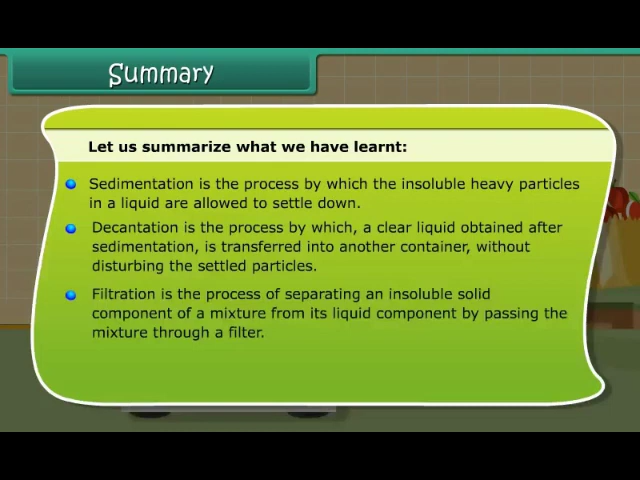 Summary
Let us summarize what we have learnt:
Sedimentation is the process by which the insoluble heavy particles
in a liquid are allowed to settle down.
Decantation is the process by which, a clear liquid obtained after
sedimentation, is transferred into another container, without
disturbing the settled particles.
Filtration is the process of separating an insoluble solid
component of a mixture from its liquid component by passing the
mixture through a filter.